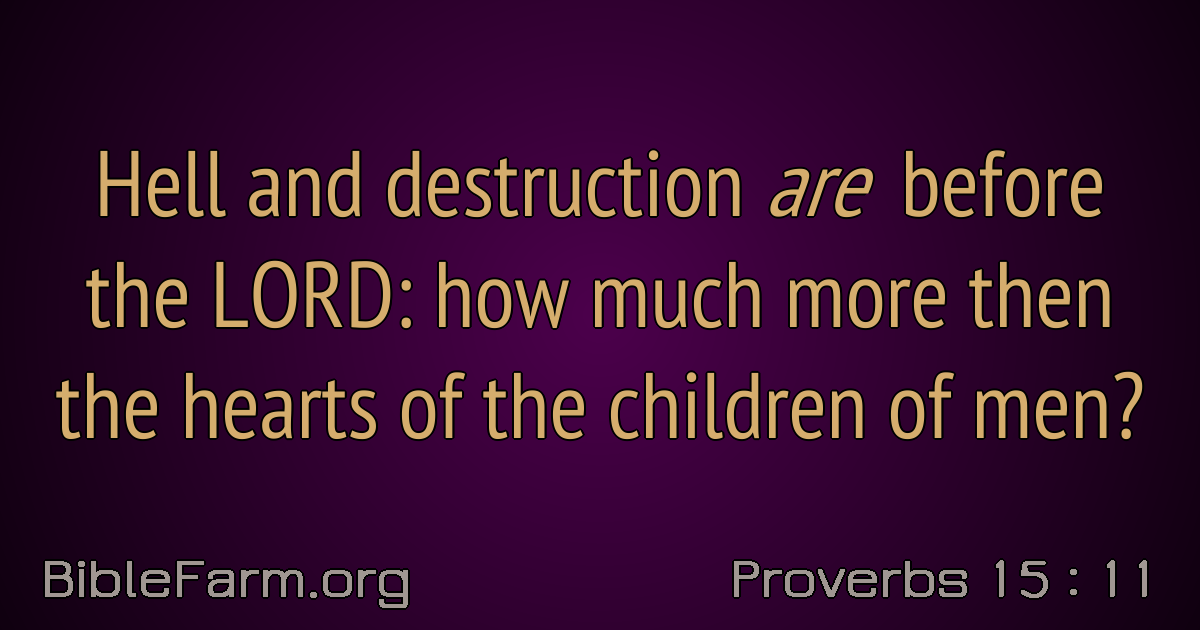 Hell and destruction are before
the LORD: how much more then
the hearts of the children of men?
BibleFarm.org
Proverbs 15 : 11